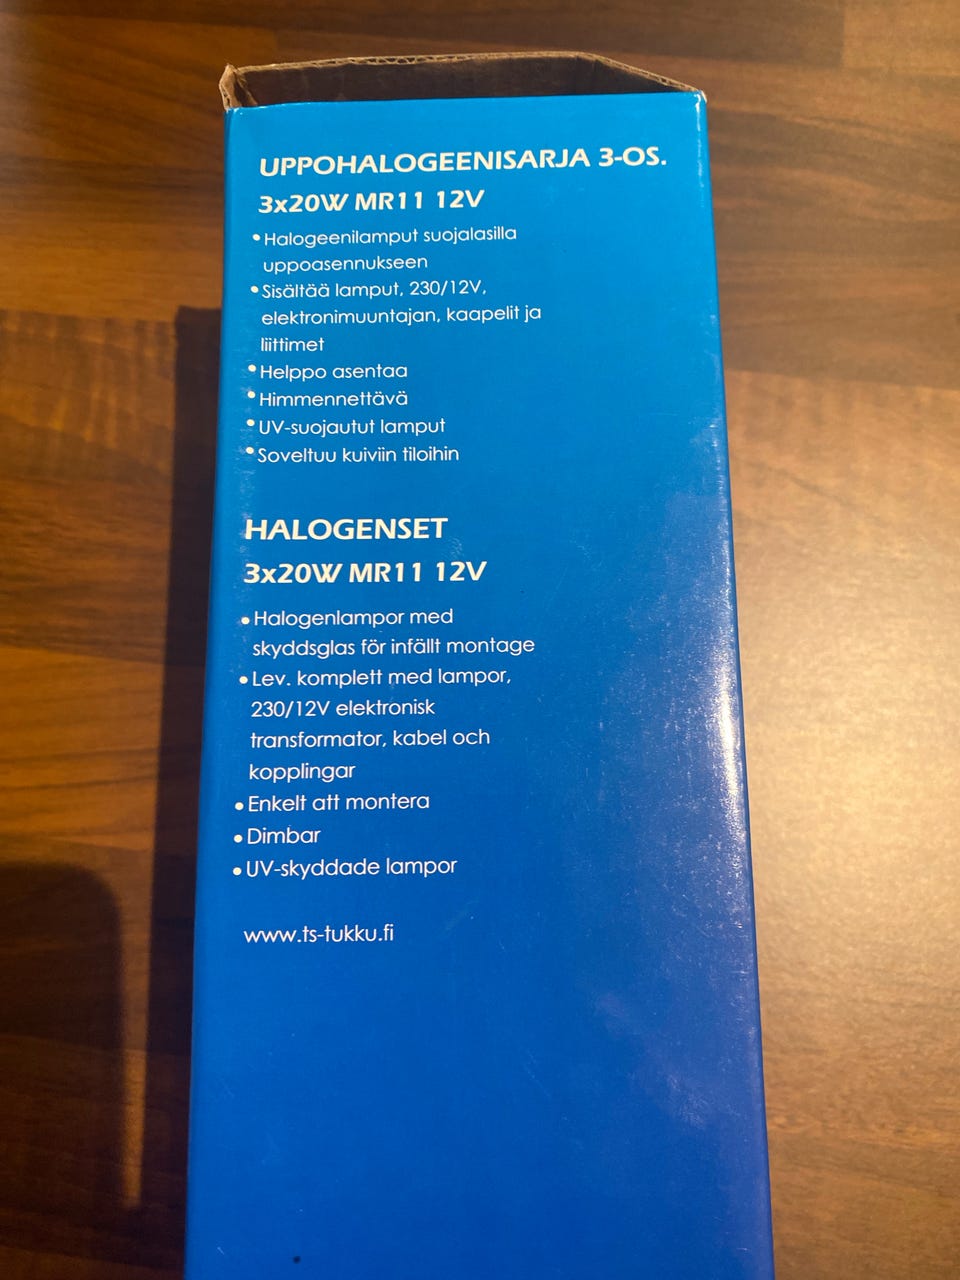 UPPOHALOGEENISARJA 3-OS.
3x20W MR11 12V
• Halogeenilamput suojalasilla
uppoasennukseen
• Sisältää lamput, 230/12V,
elektronimuuntajan, kaapelit ja
liittimet
• Helppo asentaa
• Himmennettävä
• UV-suojautut lamput
• Soveltuu kuiviin tiloihin
HALOGENSET
3x20W MR11 12V
• Halogenlampor med
skyddsglas för infällt montage
• Lev. komplett med lampor,
230/12V elektronisk
transformator, kabel och
kopplingar
• Enkelt att montera
• Dimbar
• UV-skyddade lampor
www.ts-tukku.fi